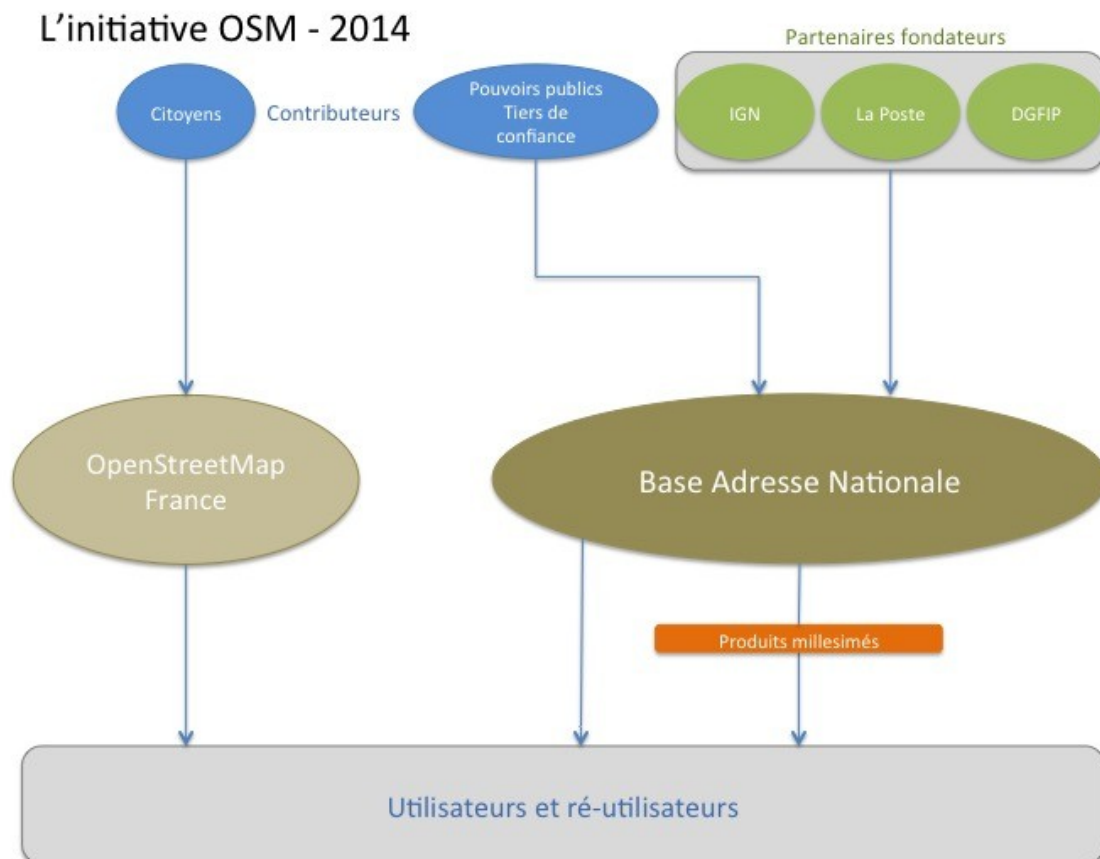 L'initiative OSM - 2014
Partenaires fondateurs
Citoyens
Contributeurs
Pouvoirs publics
Tiers de
confiance
IGN
La Poste
DGFIP
OpenStreetMap
France
Base Adresse Nationale
Produits millesimés
Utilisateurs et ré-utilisateurs